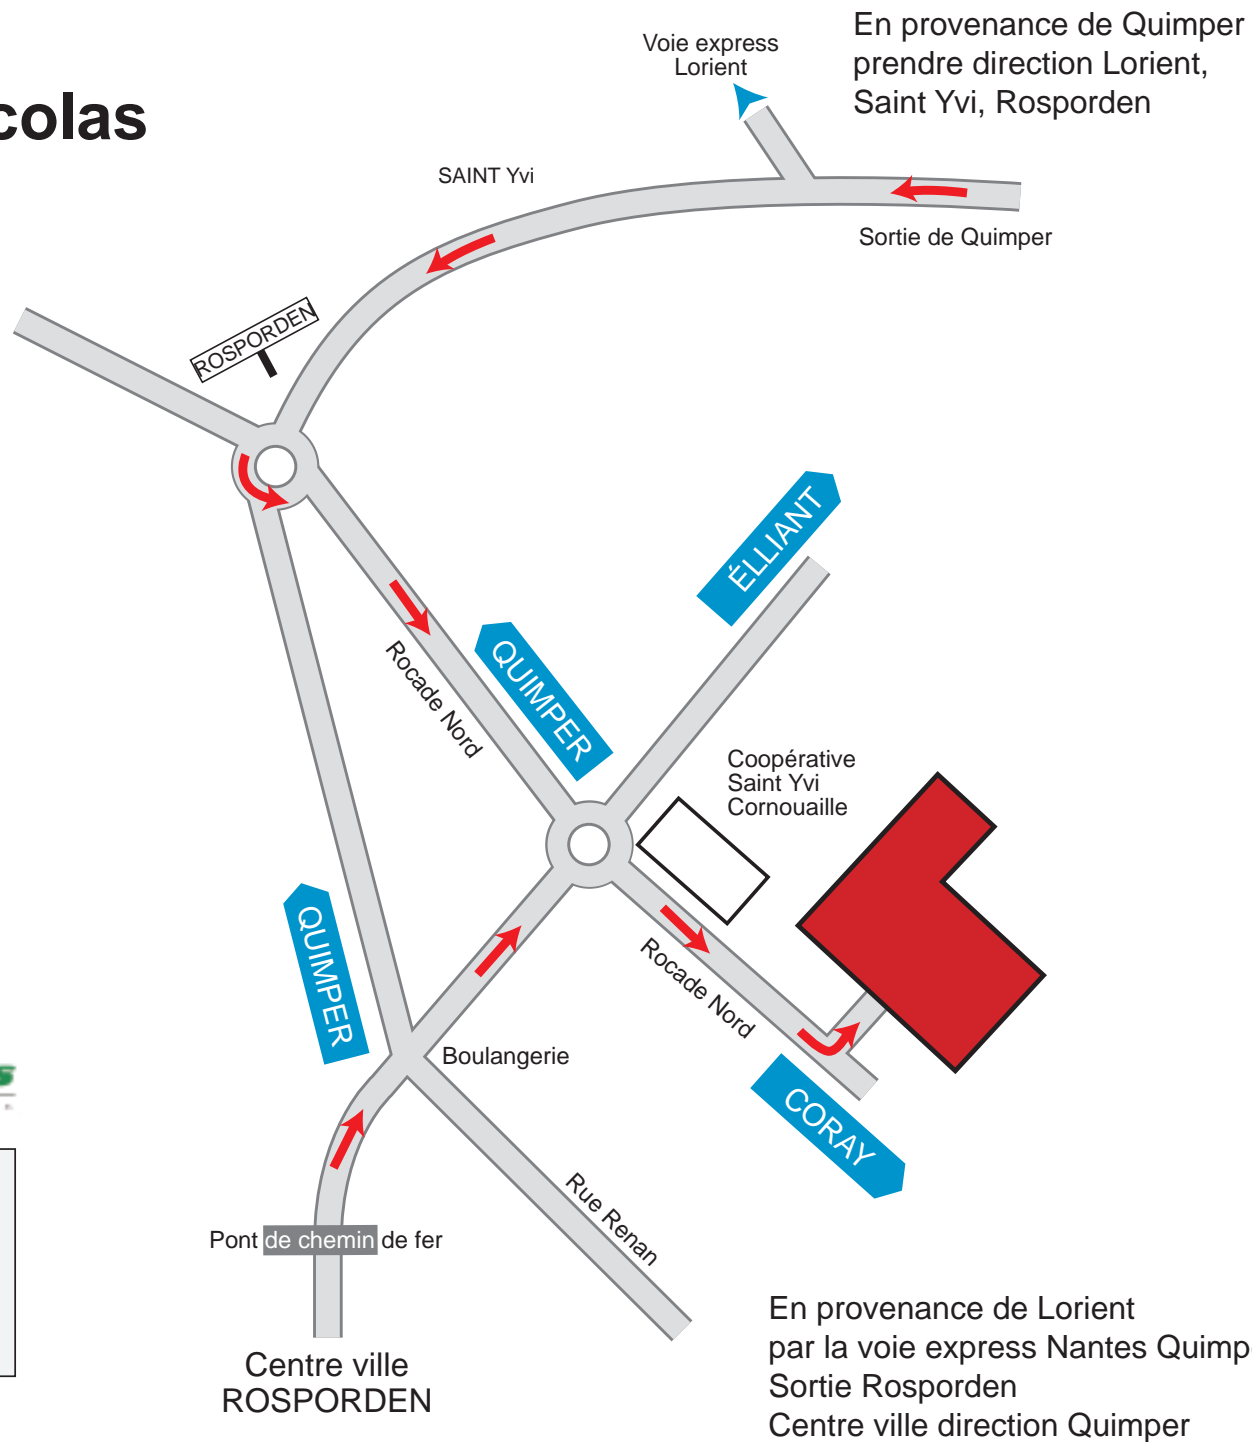 En provenance de Quimper
prendre direction Lorient,
Saint Yvi, Rosporden
Voie express
Lorient
colas
SAINT Yvi
Sortie de Quimper
ROSPORDEN
ÉLLIANT
QUIMPER
Rocade Nord
Coopérative
Saint Yvi
Cornouaille
QUIMPER
Rocade Nord
Boulangerie
CORAY
Rue Renan
Pont de chemin de fer
Centre ville
ROSPORDEN
En provenance de Lorient
par la voie express Nantes Quimp
Sortie Rosporden
Centre ville direction Quimper